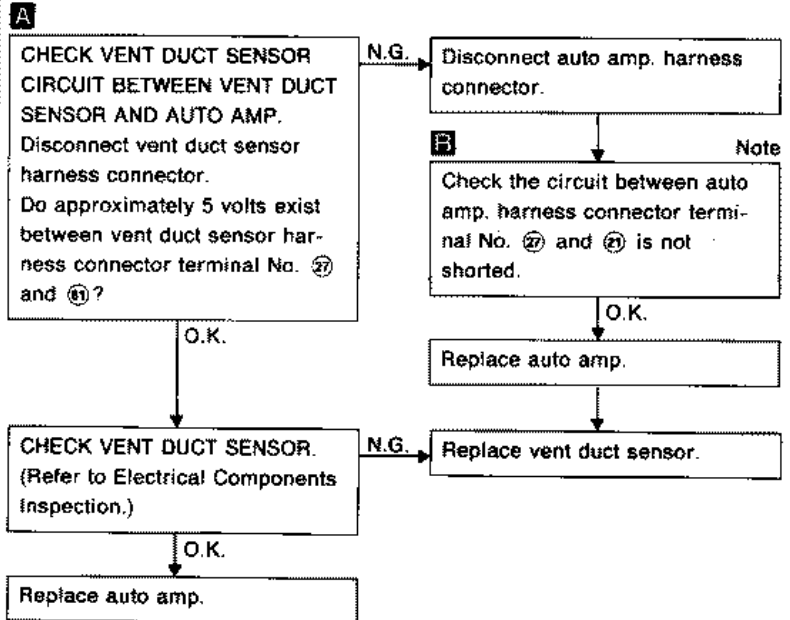 A
CHECK VENT DUCT SENSOR
CIRCUIT BETWEEN VENT DUCT
SENSOR AND AUTO AMP.
Disconnect vent duct sensor
harness connector.
Do approximately 5 volts exist
between vent duct sensor har-
ness connector terminal No. ㉗
and 61?
N.G.
Disconnect auto amp. harness
connector.
B
Note
Check the circuit between auto
amp. harness connector termi-
nal No. ㉗ and ㉑ is not
shorted.
O.K.
O.K.
Replace auto amp.
CHECK VENT DUCT SENSOR.
(Refer to Electrical Components
Inspection.)
N.G.
Replace vent duct sensor.
O.K.
Replace auto amp.